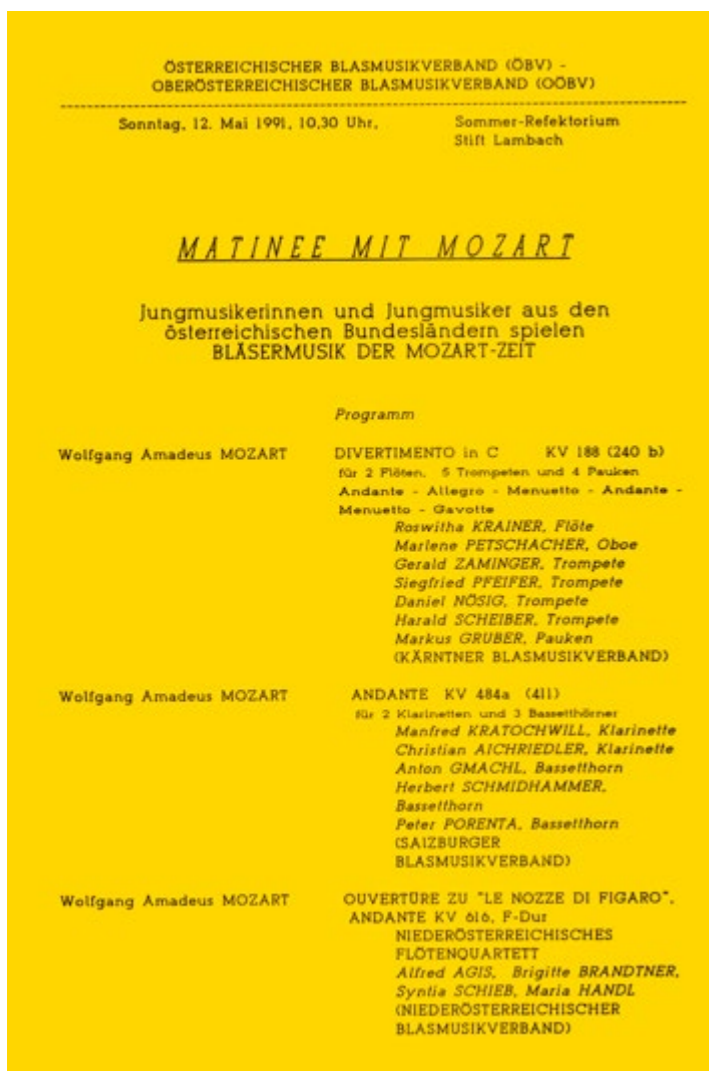 ÖSTERREICHISCHER BLASMUSIKVERBAND (ÖBV) -
OBERÖSTERREICHISCHER BLASMUSIKVERBAND (OÖBV)
Sonntag, 12. Mai 1991, 10,30 Uhr, Sommer-Refektorium
Stift Lambach
MATINEE MIT MOZART
Jungmusikerinnen und Jungmusiker aus den
österreichischen Bundesländern spielen
BLÄSERMUSIK DER MOZART-ZEIT
Programm
Wolfgang Amadeus MOZART DIVERTIMENTO in C KV 188 (240 b)
für 2 Flöten, 5 Trompeten und 4 Pauken
Andante - Allegro - Menuetto - Andante -
Menuetto - Gavotte
Roswitha KRAINER, Flöte
Marlene PETSCHACHER, Oboe
Gerald ZAMINGER, Trompete
Siegfried PFEIFER, Trompete
Daniel NÖSIG, Trompete
Harald SCHEIBER, Trompete
Markus GRUBER, Pauken
(KÄRNTNER BLASMUSIKVERBAND)
Wolfgang Amadeus MOZART ANDANTE KV 484a (411)
für 2 Klarinetten und 3 Bassetthörner
Manfred KRATOCHWILL, Klarinette
Christian AICHRIEDLER, Klarinette
Anton GMACHL, Bassetthorn
Herbert SCHMIDHAMMER,
Bassetthorn
Peter PORENTA, Bassetthorn
(SALZBURGER
BLASMUSIKVERBAND)
Wolfgang Amadeus MOZART OUVERTÜRE ZU "LE NOZZE DI FIGARO",
ANDANTE KV 616, F-Dur
NIEDERÖSTERREICHISCHES
FLÖTENQUARTETT
Alfred AGIS, Brigitte BRANDTNER,
Syntia SCHIEB, Maria HANDL
(NIEDERÖSTERREICHISCHER
BLASMUSIKVERBAND)